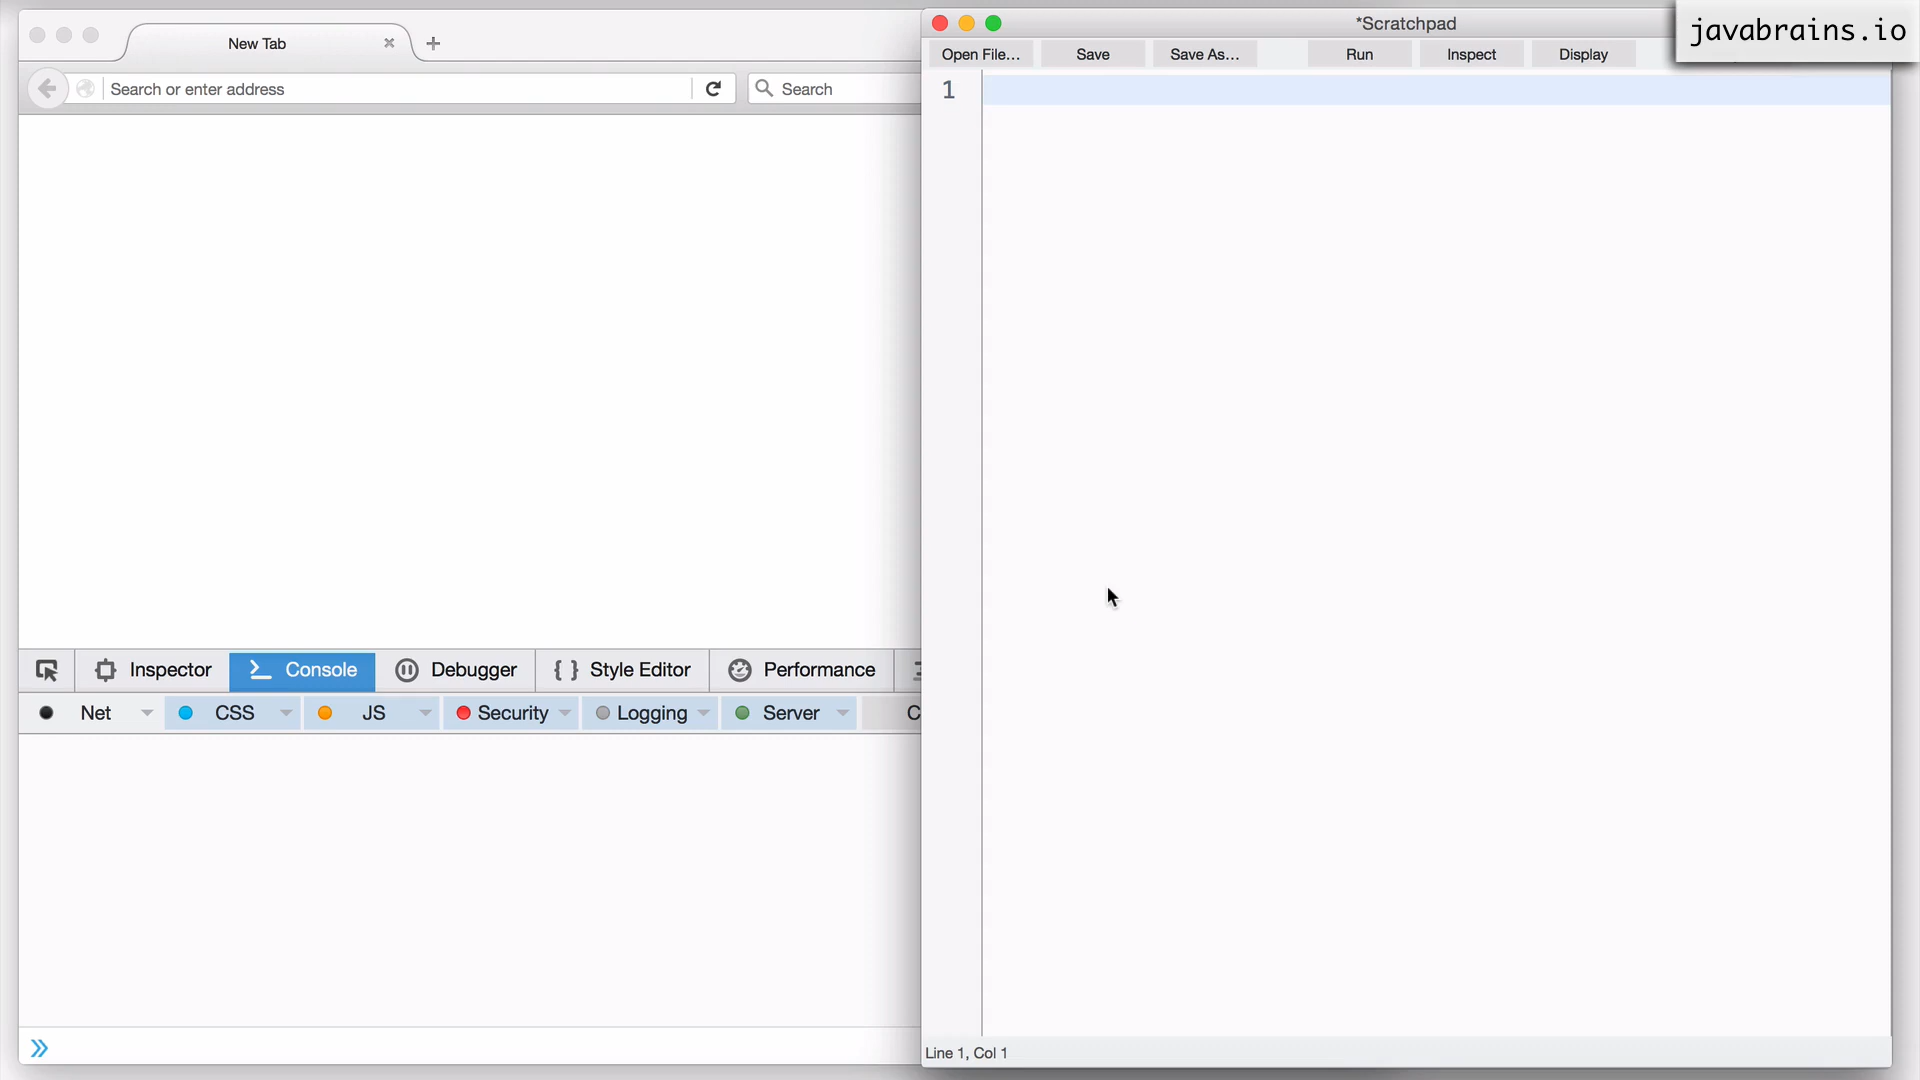 New Tab
Search or enter address
Search
Inspector
Console
Debugger
Style Editor
Performance
Net
CSS
JS
Security
Logging
Server
C
*Scratchpad
javabrains.io
Open File...
Save
Save As...
Run
Inspect
Display
1
Line 1, Col 1